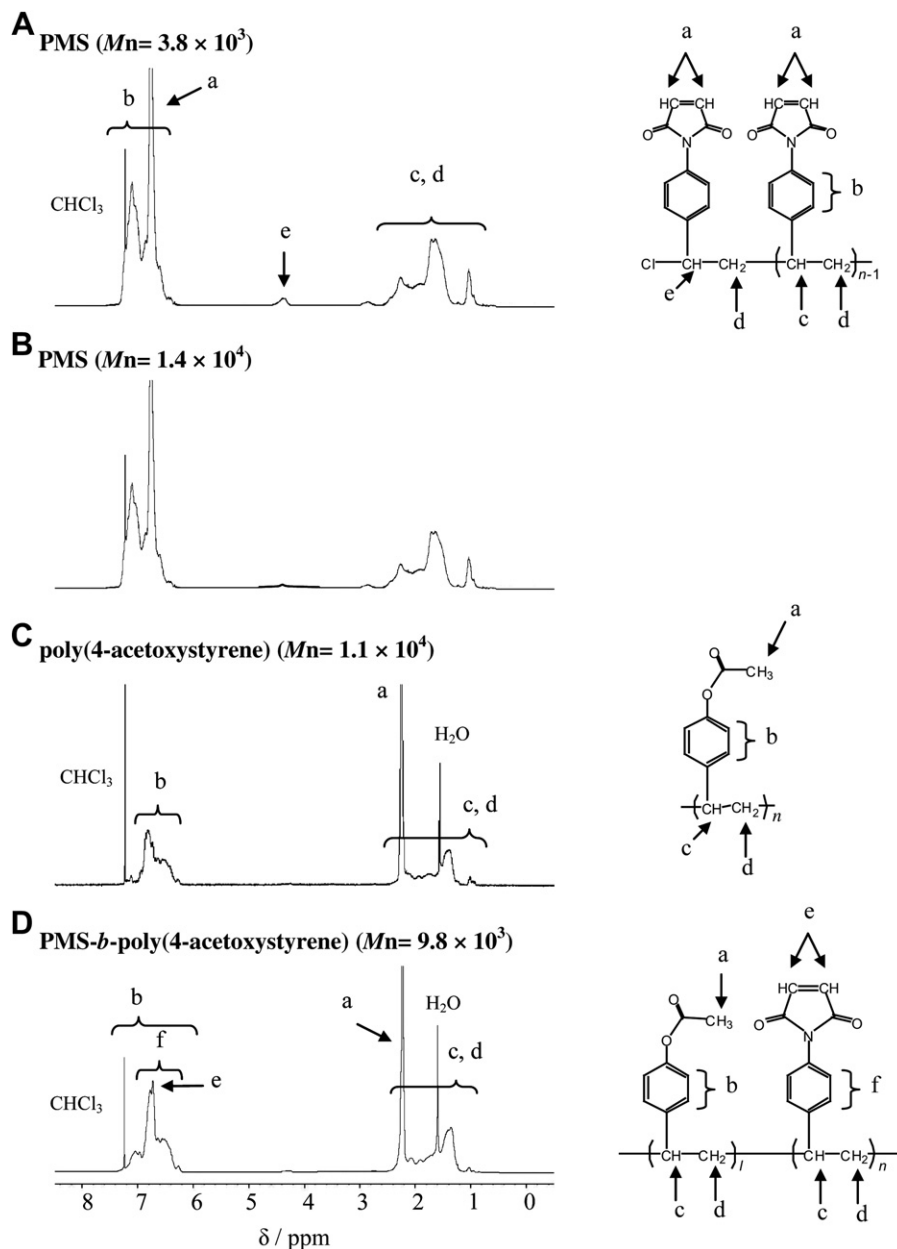 A PMS (Mn= 3.8 × 10³)
a
b
CHCl₃
e
c, d
a a
HC CH HC CH
O N O O N O
b
Cl CH CH₂ CH CH₂ n-1
e d c d
B PMS (Mn= 1.4 × 10⁴)
C poly(4-acetoxystyrene) (Mn= 1.1 × 10⁴)
a
H₂O
CHCl₃
b
c, d
a
O
CH₃
O
b
CH CH₂ n
c d
D PMS-b-poly(4-acetoxystyrene) (Mn= 9.8 × 10³)
b
f
e
CHCl₃
a
H₂O
c, d
e
a
HC CH
O CH₃
O O N O
b f
CH CH₂ l CH CH₂ n
c d c d
8 7 6 5 4 3 2 1 0
δ / ppm